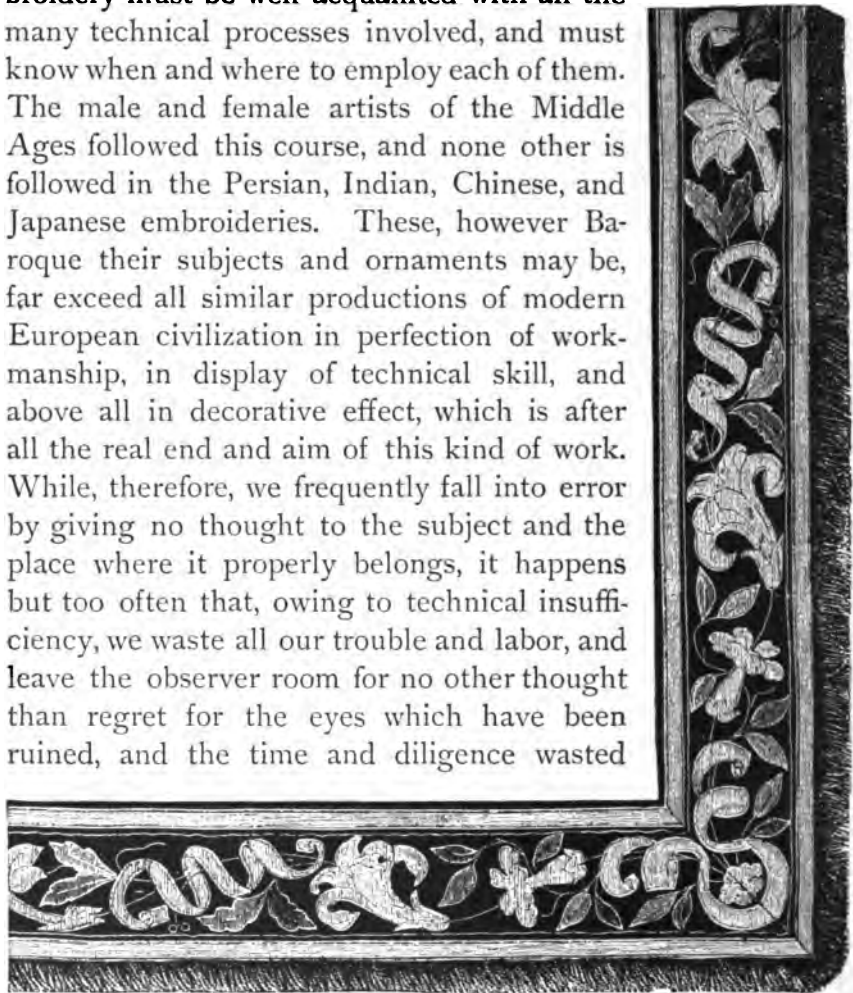 broidery must be well acquainted with all the
many technical processes involved, and must
know when and where to employ each of them.
The male and female artists of the Middle
Ages followed this course, and none other is
followed in the Persian, Indian, Chinese, and
Japanese embroideries. These, however Ba-
roque their subjects and ornaments may be,
far exceed all similar productions of modern
European civilization in perfection of work-
manship, in display of technical skill, and
above all in decorative effect, which is after
all the real end and aim of this kind of work.
While, therefore, we frequently fall into error
by giving no thought to the subject and the
place where it properly belongs, it happens
but too often that, owing to technical insuffi-
ciency, we waste all our trouble and labor, and
leave the observer room for no other thought
than regret for the eyes which have been
ruined, and the time and diligence wasted